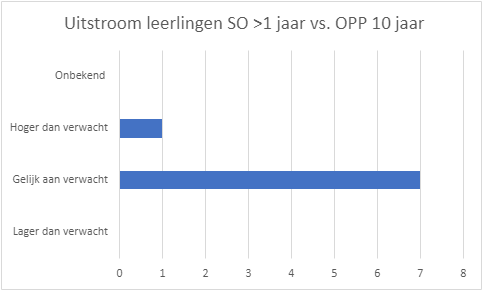 Uitstroom leerlingen SO >1 jaar vs. OPP 10 jaar
Onbekend
Hoger dan verwacht
Gelijk aan verwacht
Lager dan verwacht
0 1 2 3 4 5 6 7 8